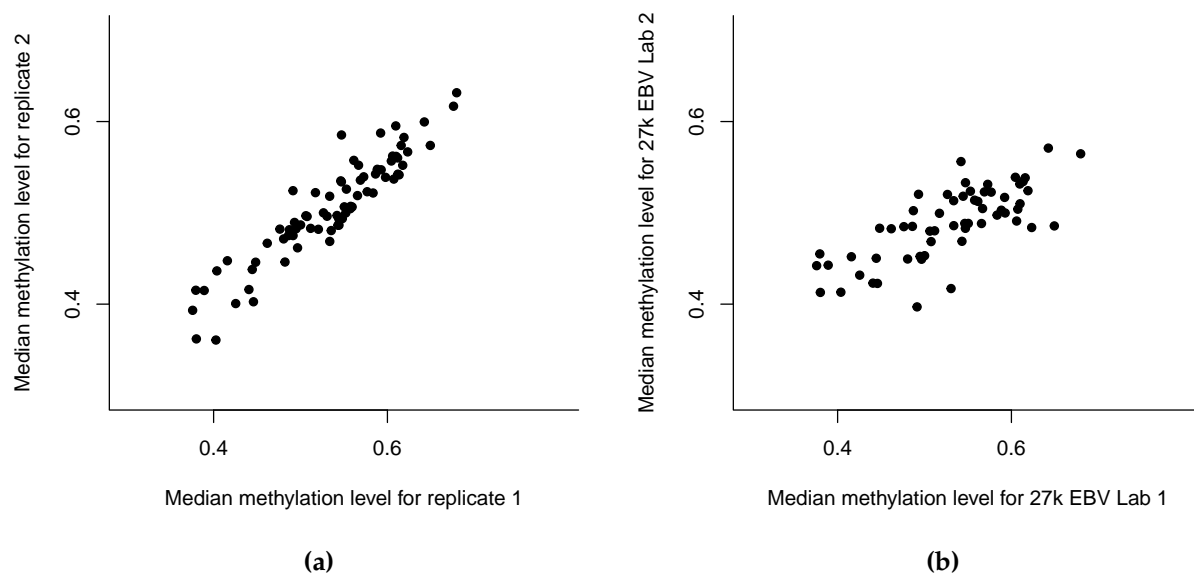 Median methylation level for replicate 2
0.6
0.4
0.4 0.6
Median methylation level for replicate 1
(a)
Median methylation level for 27k EBV Lab 2
0.6
0.4
0.4 0.6
Median methylation level for 27k EBV Lab 1
(b)